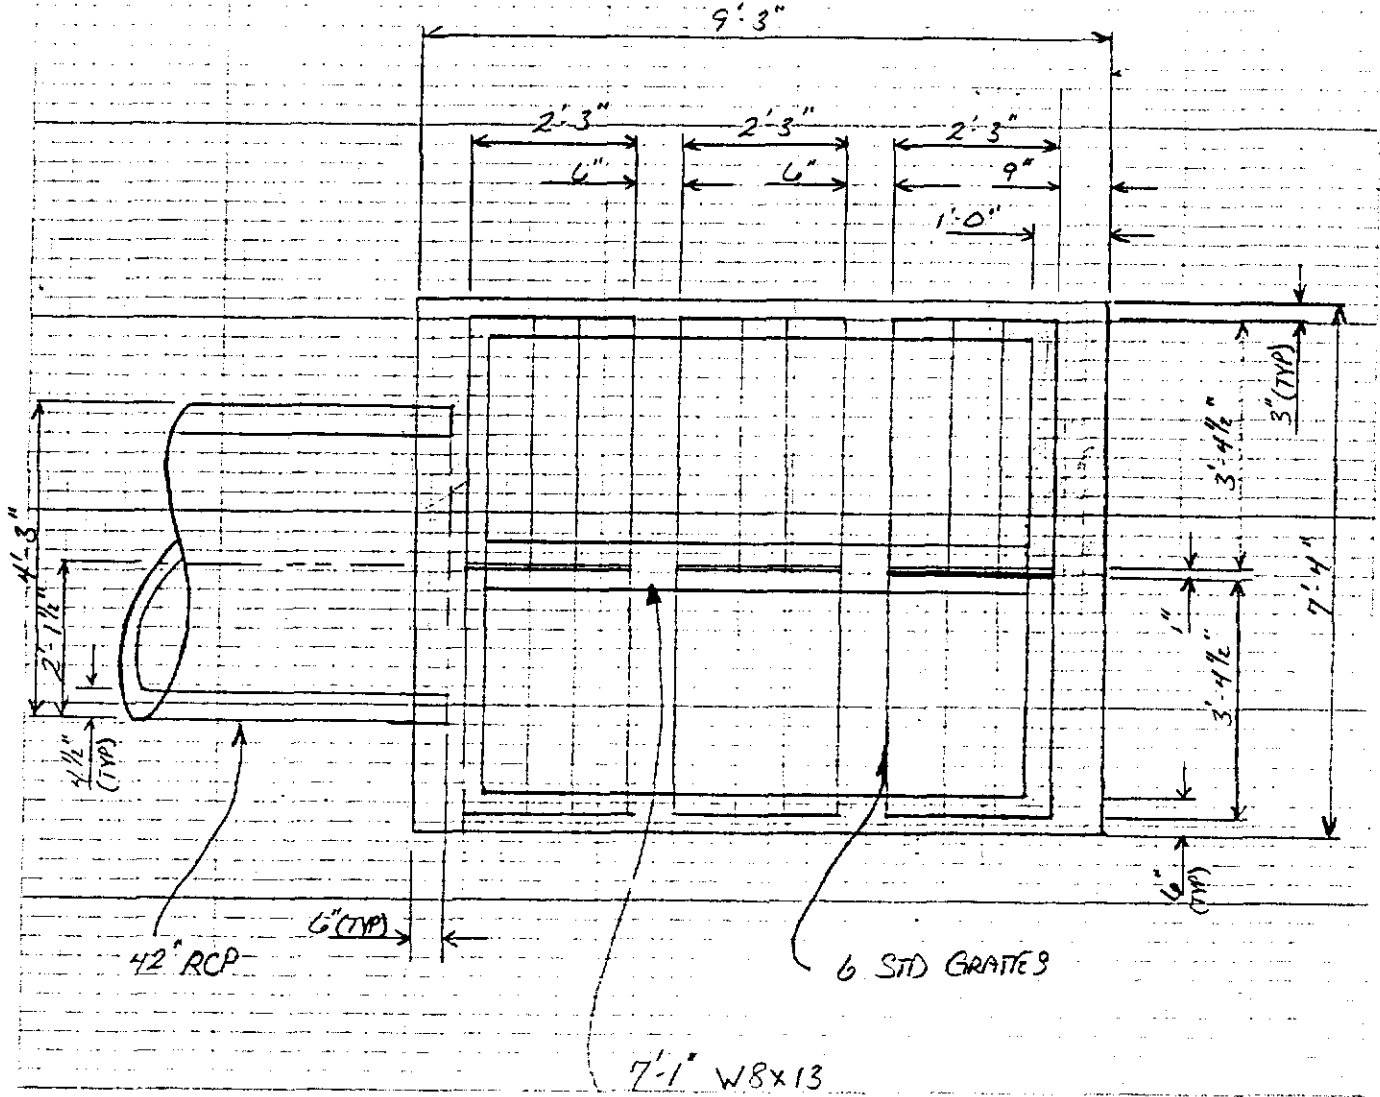 9'-3"
2'-3" 2'-3" 2'-3"
6" 6" 9"
1'-0"
3" (TYP)
3'-4½"
7'-4"
1"
3'-4½"
6" (TYP)
4'-3"
2'-1½"
4½" (TYP)
6" (TYP)
42" RCP
6 STD GRATES
7'-1" W8x13